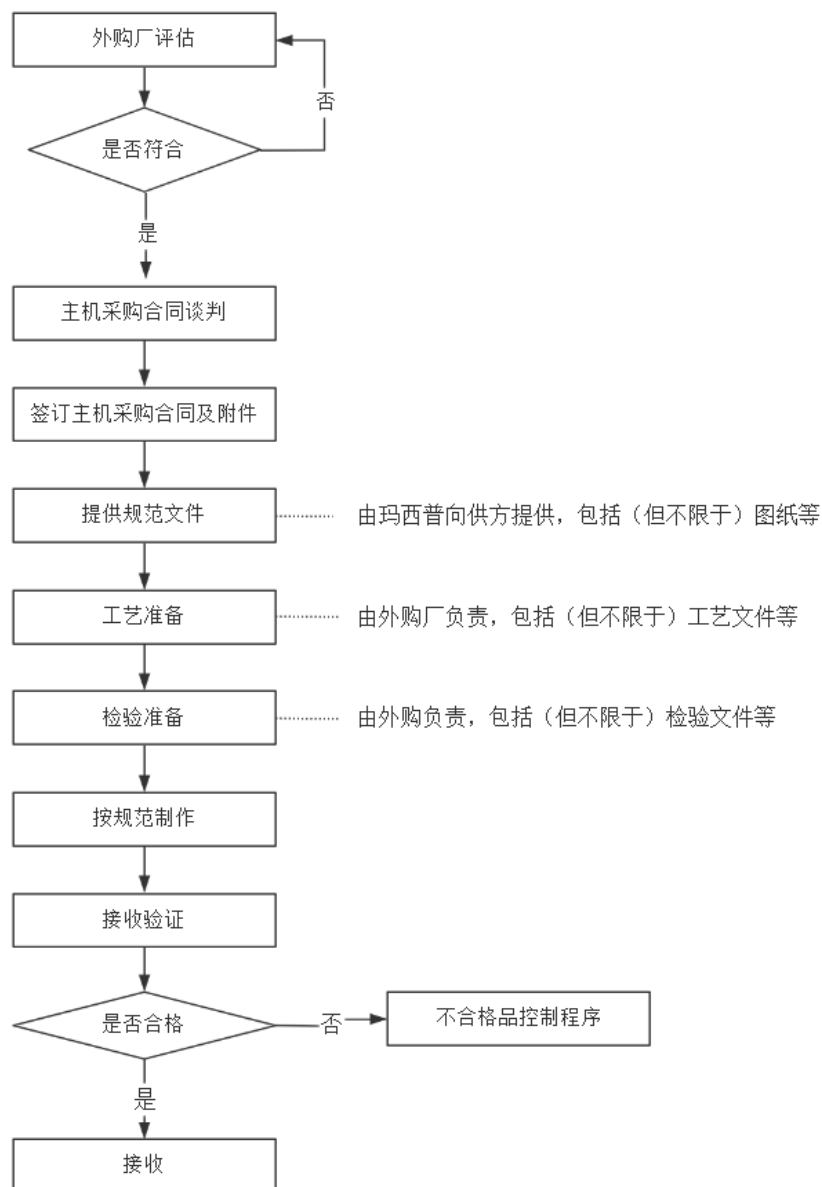 外购厂评估
否
是否符合
是
主机采购合同谈判
签订主机采购合同及附件
提供规范文件
由玛西普向供方提供，包括（但不限于）图纸等
工艺准备
由外购厂负责，包括（但不限于）工艺文件等
检验准备
由外购负责，包括（但不限于）检验文件等
按规范制作
接收验证
是否合格
否
不合格品控制程序
是
接收